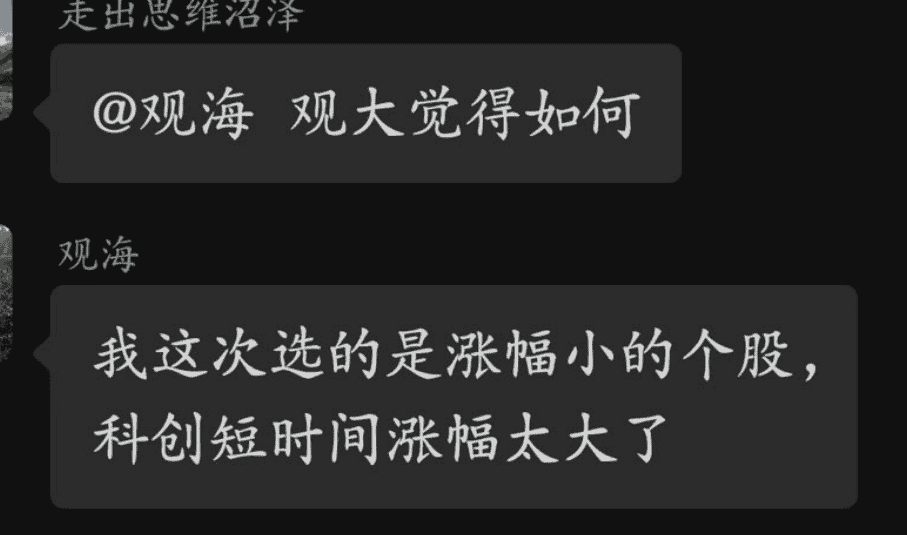 走出思维沼泽
@观海 观大觉得如何
观海
我这次选的是涨幅小的个股，
科创短时间涨幅太大了